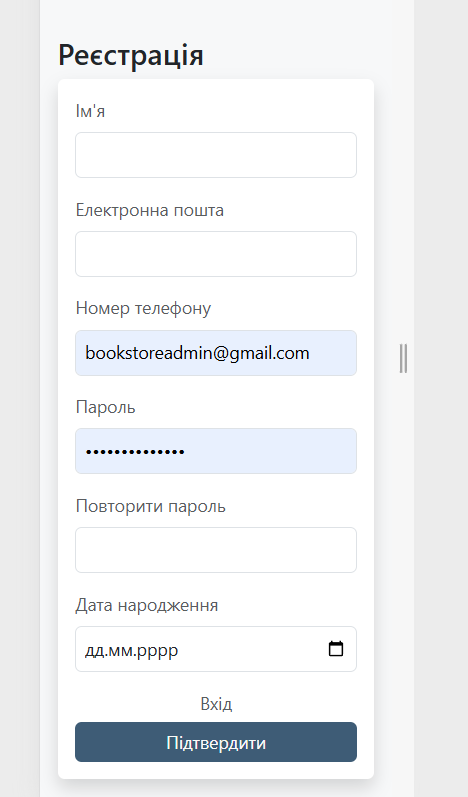 Реєстрація
Ім'я
Електронна пошта
Номер телефону
bookstoreadmin@gmail.com
Пароль
••••••••••••••
Повторити пароль
Дата народження
дд.мм.рррр
Вхід
Підтвердити